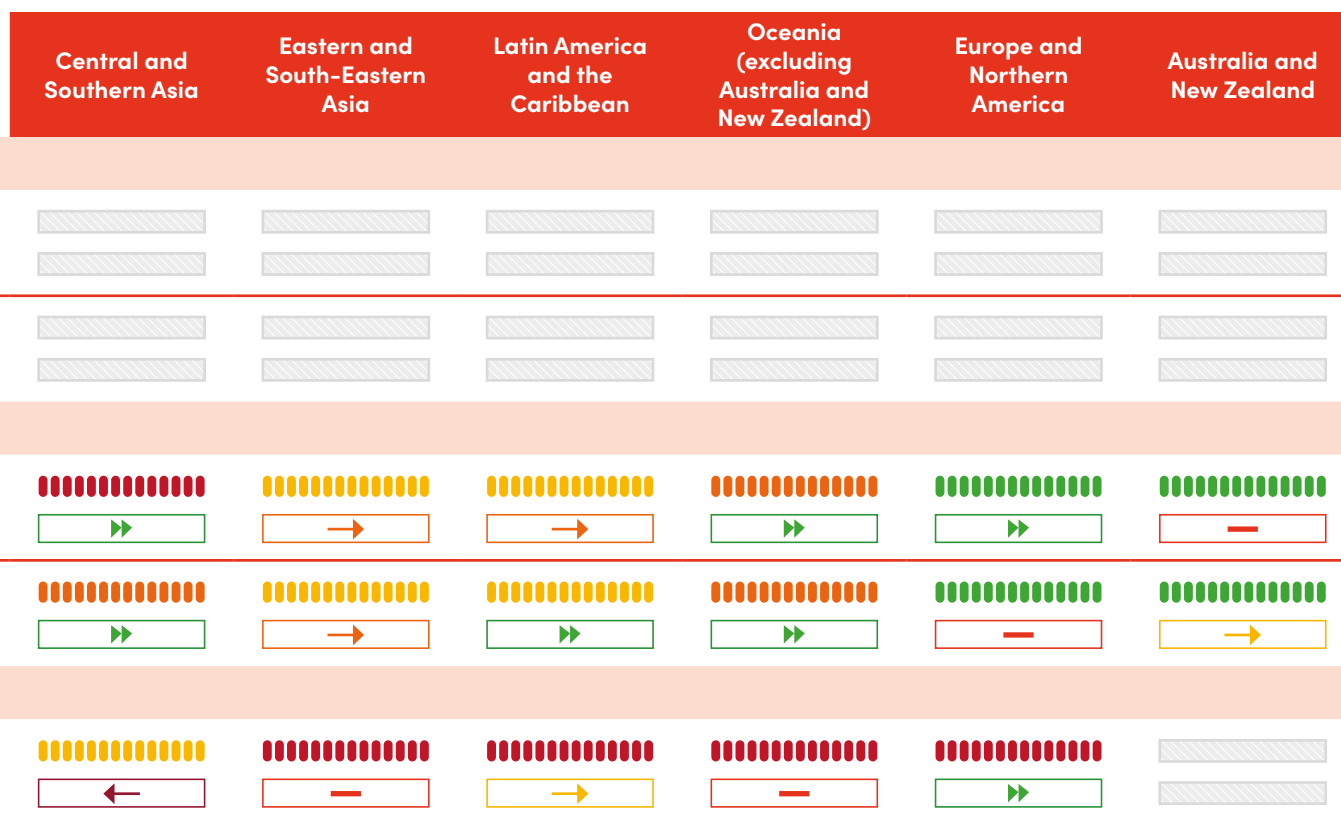 Central and
Southern Asia
Eastern and
South-Eastern
Asia
Latin America
and the
Caribbean
Oceania
(excluding
Australia and
New Zealand)
Europe and
Northern
America
Australia and
New Zealand